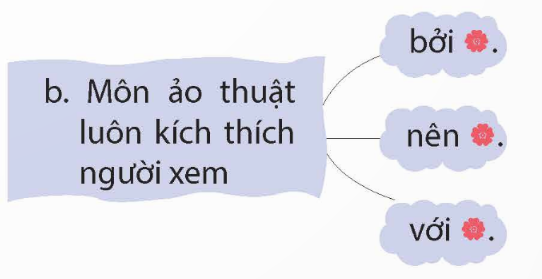 b. Môn ảo thuật
luôn kích thích
người xem
bởi .
nên .
với .